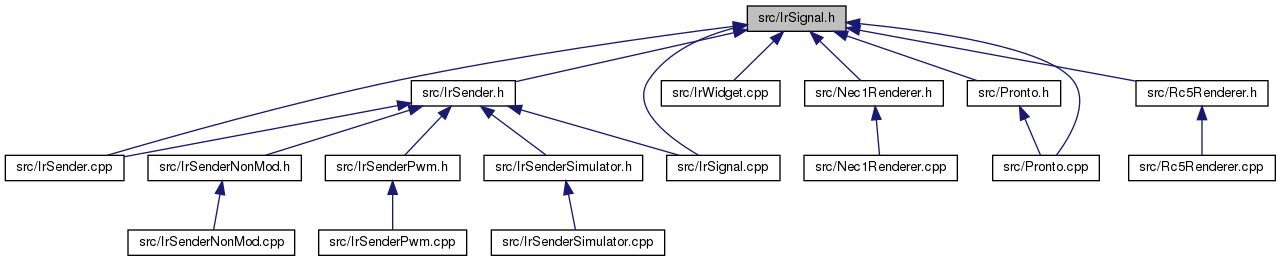 src/IrSignal.h
src/IrSender.h
src/IrWidget.cpp
src/Nec1Renderer.h
src/Pronto.h
src/Rc5Renderer.h
src/IrSender.cpp
src/IrSenderNonMod.h
src/IrSenderPwm.h
src/IrSenderSimulator.h
src/IrSignal.cpp
src/Nec1Renderer.cpp
src/Pronto.cpp
src/Rc5Renderer.cpp
src/IrSenderNonMod.cpp
src/IrSenderPwm.cpp
src/IrSenderSimulator.cpp